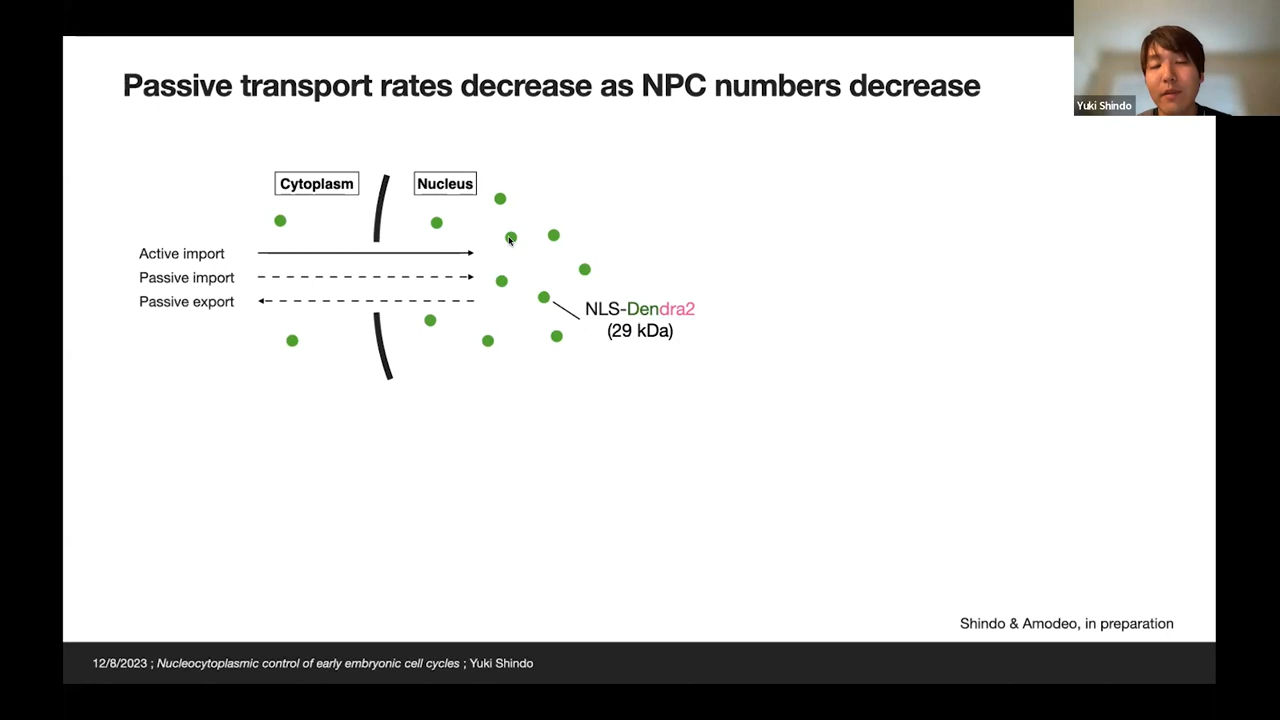 Passive transport rates decrease as NPC numbers decrease
Yuki Shindo
Cytoplasm
Nucleus
Active import
Passive import
Passive export
NLS-Dendra2
(29 kDa)
Shindo & Amodeo, in preparation
12/8/2023 ; Nucleocytoplasmic control of early embryonic cell cycles ; Yuki Shindo